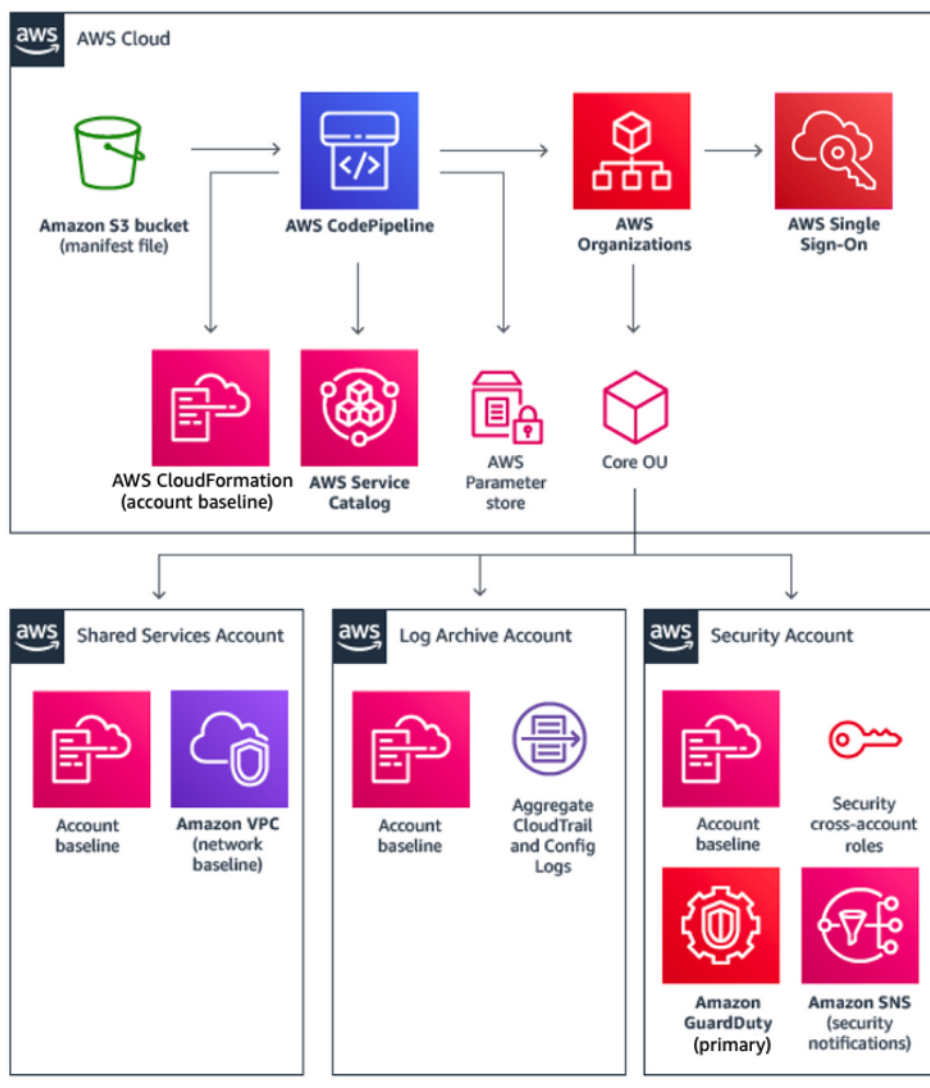 aws
AWS Cloud
</>
Amazon S3 bucket
(manifest file)
AWS CodePipeline
AWS
Organizations
AWS Single
Sign-On
AWS CloudFormation
(account baseline)
AWS Service
Catalog
AWS
Parameter
store
Core OU
aws
Shared Services Account
Account
baseline
Amazon VPC
(network
baseline)
aws
Log Archive Account
Account
baseline
Aggregate
CloudTrail
and Config
Logs
aws
Security Account
Account
baseline
Security
cross-account
roles
Amazon
GuardDuty
(primary)
Amazon SNS
(security
notifications)